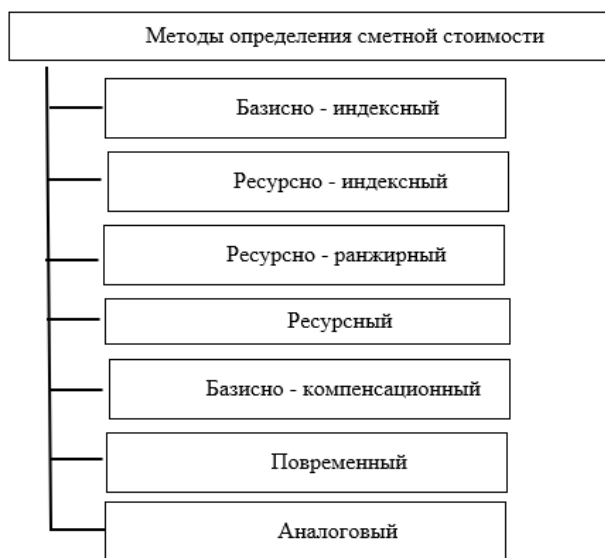 Методы определения сметной стоимости
Базисно - индексный
Ресурсно - индексный
Ресурсно - ранжирный
Ресурсный
Базисно - компенсационный
Повременный
Аналоговый